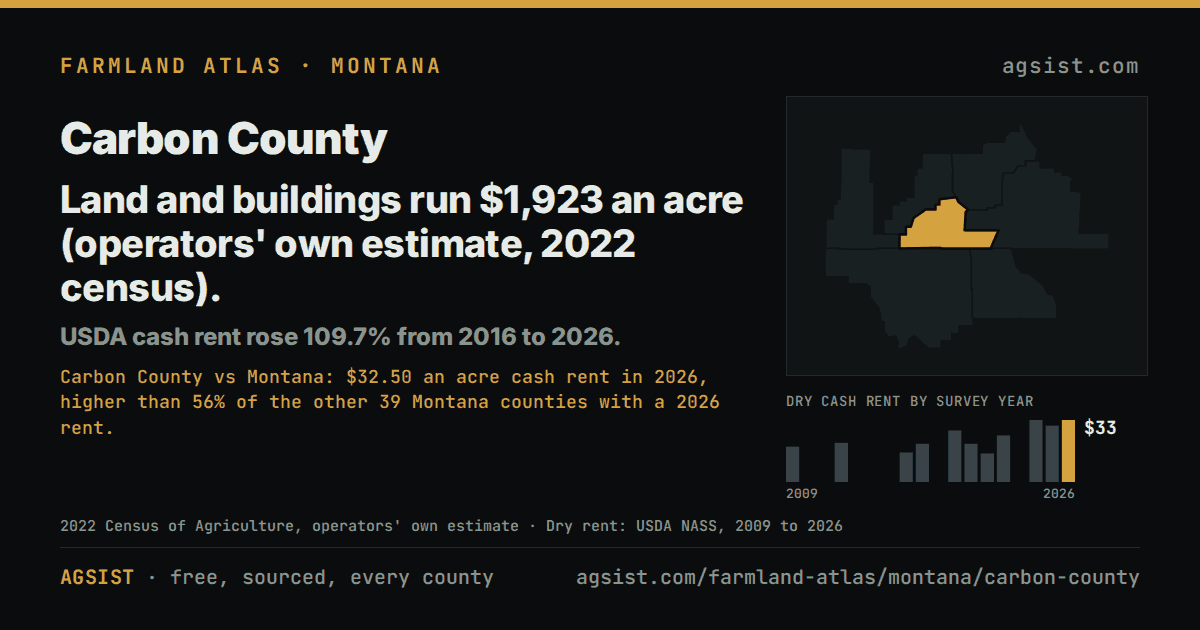 FARMLAND ATLAS · MONTANA
agsist.com
Carbon County
Land and buildings run $1,923 an acre
(operators' own estimate, 2022
census).
USDA cash rent rose 109.7% from 2016 to 2026.
Carbon County vs Montana: $32.50 an acre cash rent in 2026,
higher than 56% of the other 39 Montana counties with a 2026
rent.
DRY CASH RENT BY SURVEY YEAR
$33
2009
2026
2022 Census of Agriculture, operators' own estimate · Dry rent: USDA NASS, 2009 to 2026
AGSIST · free, sourced, every county
agsist.com/farmland-atlas/montana/carbon-county